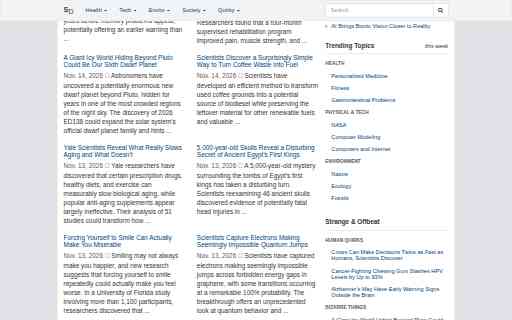 SD Health Tech Enviro Society Quirky Search
potentially offering an earlier warning than
...
Researchers found a four-month
supervised rehabilitation program
improved pain, muscle strength, and ...
A Giant Icy World Hiding Beyond Pluto
Could Be Our Sixth Dwarf Planet
Nov. 14, 2026 □ Astronomers have
uncovered a potentially enormous new
dwarf planet beyond Pluto, hidden for
years in one of the most crowded regions
of the night sky. The discovery of 2026
ED138 could expand the solar system's
official dwarf planet family and hints ...
Scientists Discover a Surprisingly Simple
Way to Turn Coffee Waste into Fuel
Nov. 14, 2026 □ Scientists have
developed an efficient method to transform
used coffee grounds into a potential
source of biodiesel while preserving the
leftover material for other renewable fuels
and valuable ...
Yale Scientists Reveal What Really Slows
Aging and What Doesn't
Nov. 13, 2026 □ Yale researchers have
discovered that certain prescription drugs,
healthy diets, and exercise can
measurably slow biological aging, while
popular anti-aging supplements appear
largely ineffective. Their analysis of 51
studies could transform how ...
5,000-year-old Skulls Reveal a Disturbing
Secret of Ancient Egypt's First Kings
Nov. 13, 2026 □ A 5,000-year-old mystery
surrounding the tombs of Egypt's first
kings has taken a disturbing turn.
Scientists reexamining 46 ancient skulls
discovered evidence of potentially fatal
head injuries in ...
Forcing Yourself to Smile Can Actually
Make You Miserable
Nov. 13, 2026 □ Smiling may not always
make you happier, and new research
suggests that forcing yourself to smile
repeatedly could actually make you feel
worse. In a University of Florida study
involving more than 1,100 participants,
researchers discovered that ...
Scientists Capture Electrons Making
Seemingly Impossible Quantum Jumps
Nov. 13, 2026 □ Scientists have captured
electrons making seemingly impossible
jumps across forbidden energy gaps in
graphene, with some transitions occurring
at a remarkable 100% probability. The
breakthrough offers an unprecedented
look at quantum behavior and ...
AI Brings Bionic Vision Closer to Reality
Trending Topics this week
HEALTH
Personalized Medicine
Fitness
Gastrointestinal Problems
PHYSICAL & TECH
NASA
Computer Modeling
Computers and Internet
ENVIRONMENT
Nature
Ecology
Fossils
Strange & Offbeat
HUMAN QUIRKS
Crows Can Make Decisions Twice as Fast as
Humans, Scientists Discover
Cancer-Fighting Chewing Gum Slashes HPV
Levels by Up to 93%
Alzheimer's May Have Early Warning Signs
Outside the Brain
BIZARRE THINGS